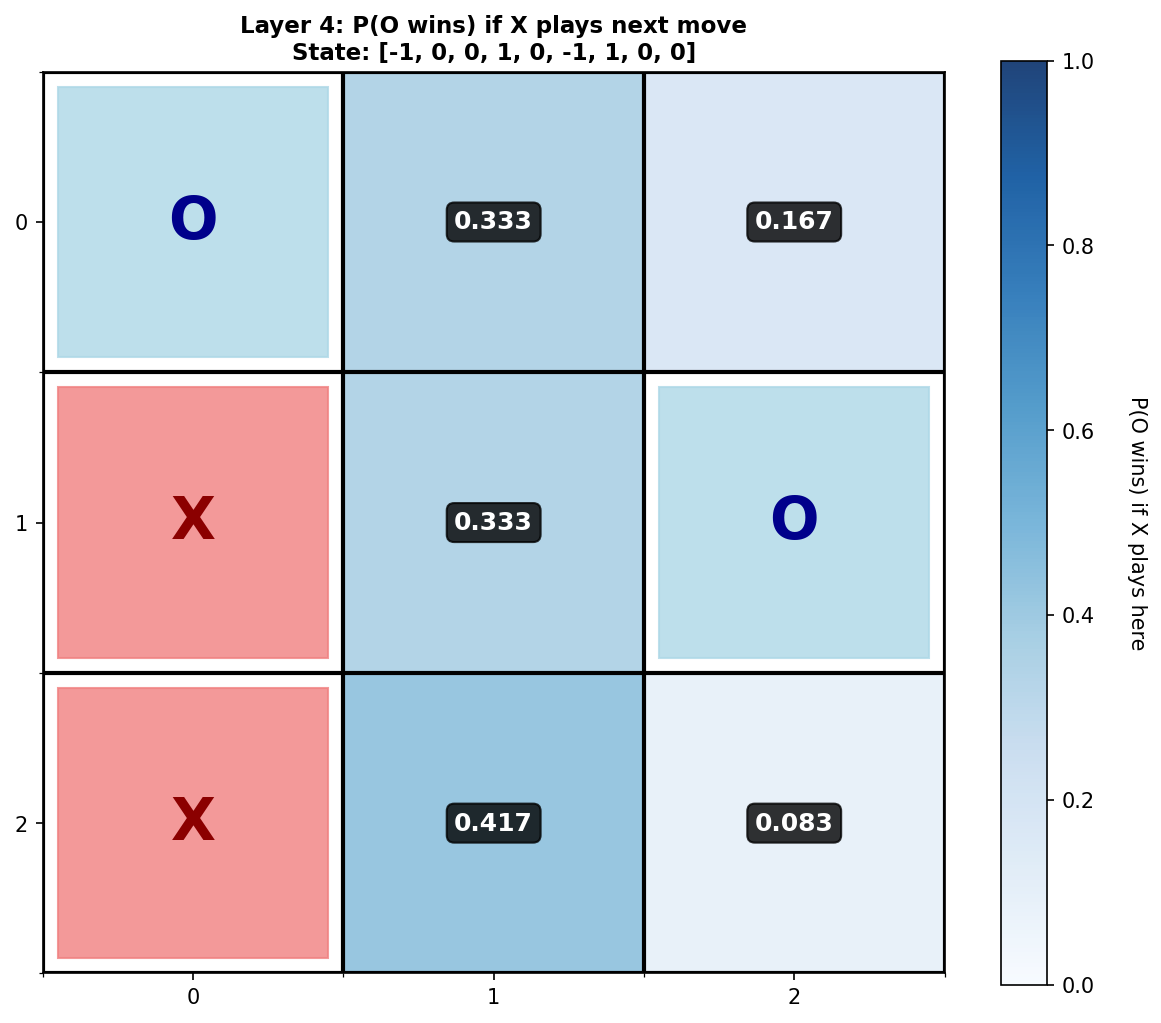 Layer 4: P(O wins) if X plays next move
State: [-1, 0, 0, 1, 0, -1, 1, 0, 0]
O
0.333
0.167
X
0.333
O
X
0.417
0.083
0
1
2
0
1
2
1.0
0.8
0.6
0.4
0.2
0.0
P(O wins) if X plays here